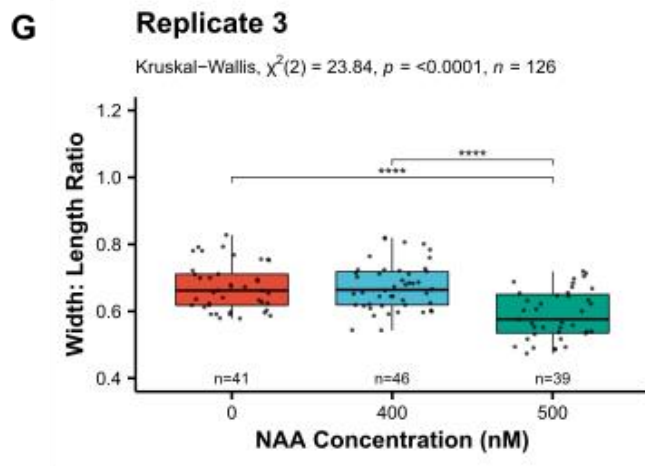 G
Replicate 3
Kruskal−Wallis, χ²(2) = 23.84, p = <0.0001, n = 126
Width: Length Ratio
1.2
1.0
0.8
0.6
0.4
****
****
n=41 n=46 n=39
0 400 500
NAA Concentration (nM)